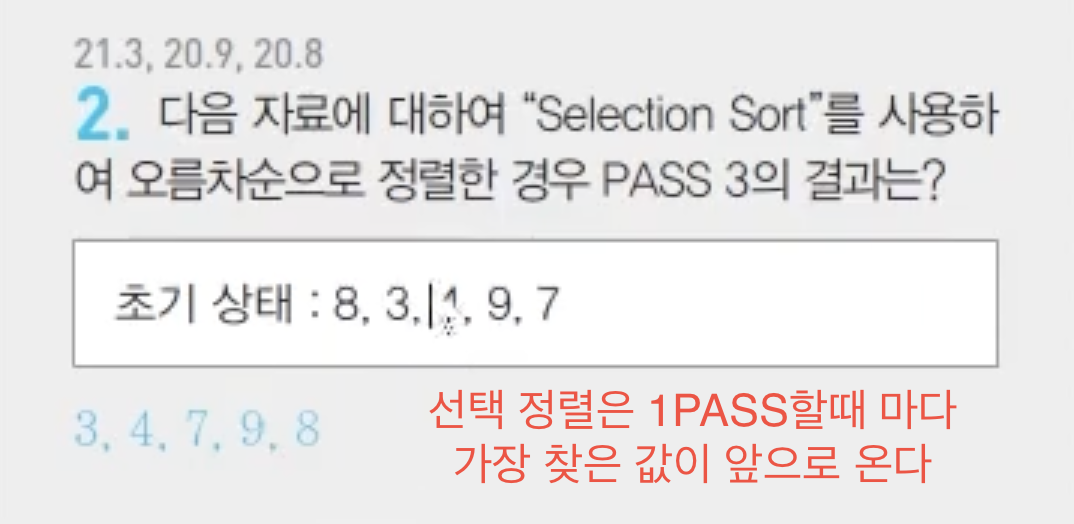 21.3, 20.9, 20.8
2. 다음 자료에 대하여 “Selection Sort”를 사용하
여 오름차순으로 정렬한 경우 PASS 3의 결과는?
초기 상태 : 8, 3, 4, 9, 7
3, 4, 7, 9, 8
선택 정렬은 1PASS할때 마다
가장 찾은 값이 앞으로 온다